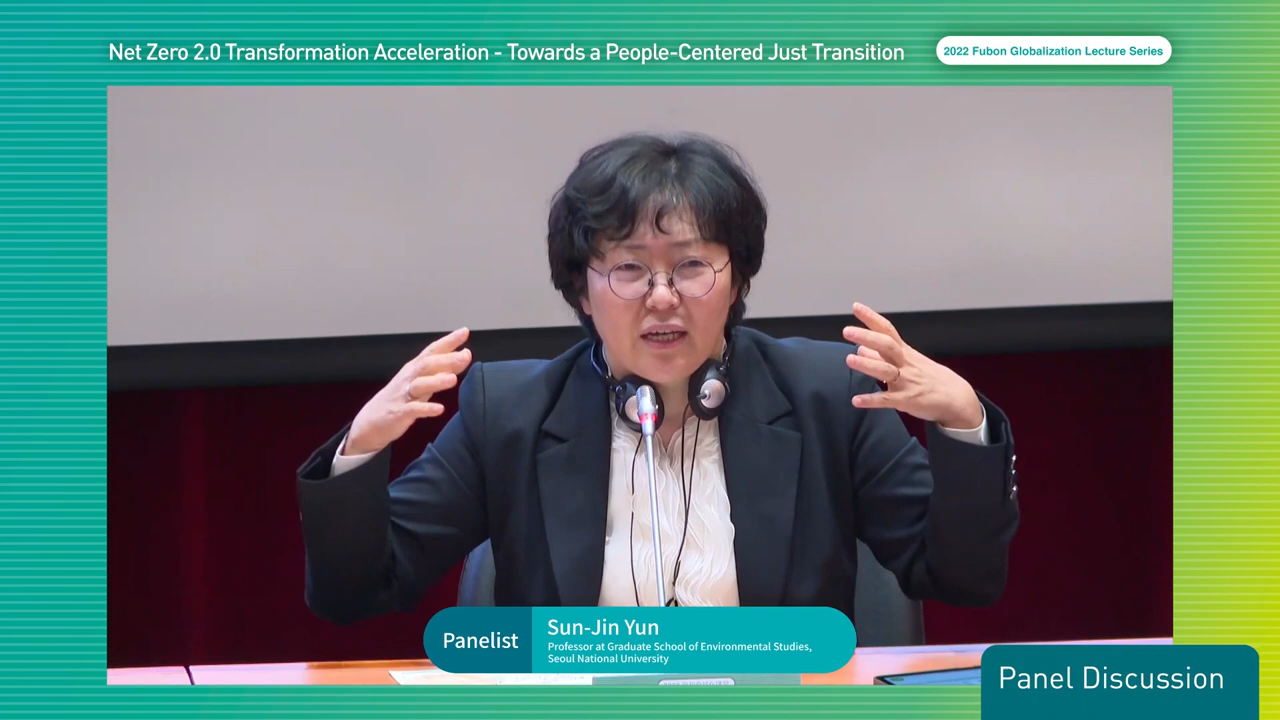 Net Zero 2.0 Transformation Acceleration - Towards a People-Centered Just Transition
2022 Fubon Globalization Lecture Series
Panelist
Sun-Jin Yun
Professor at Graduate School of Environmental Studies,
Seoul National University
Panel Discussion